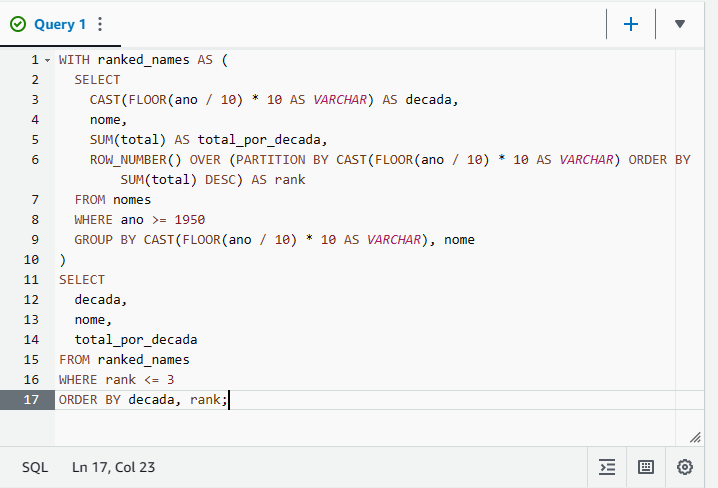 Query 1
1 WITH ranked_names AS (
2 SELECT
3 CAST(FLOOR(ano / 10) * 10 AS VARCHAR) AS decada,
4 nome,
5 SUM(total) AS total_por_decada,
6 ROW_NUMBER() OVER (PARTITION BY CAST(FLOOR(ano / 10) * 10 AS VARCHAR) ORDER BY
SUM(total) DESC) AS rank
7 FROM nomes
8 WHERE ano >= 1950
9 GROUP BY CAST(FLOOR(ano / 10) * 10 AS VARCHAR), nome
10 )
11 SELECT
12 decada,
13 nome,
14 total_por_decada
15 FROM ranked_names
16 WHERE rank <= 3
17 ORDER BY decada, rank;
SQL Ln 17, Col 23